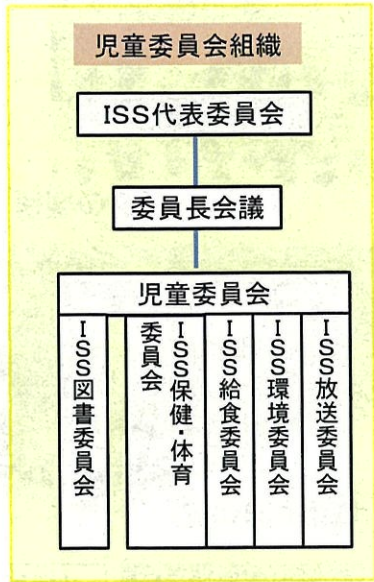 児童委員会組織
ISS代表委員会
委員長会議
児童委員会
ISS図書委員会
ISS保健・体育
委員会
ISS給食委員会
ISS環境委員会
ISS放送委員会